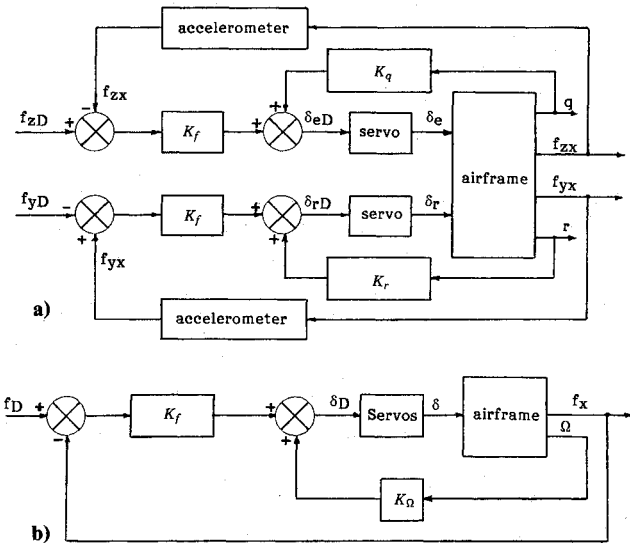 accelerometer
−
f_zx
K_q
+
q
f_zD + + δ_eD δ_e
K_f
servo
f_zx
airframe
f_yD − + δ_rD δ_r
K_f
servo
f_yx
+
+
r
f_yx
K_r
a)
accelerometer
f_D + + δ_D δ f_x
K_f
Servos
airframe
Ω
−
+
K_Ω
b)